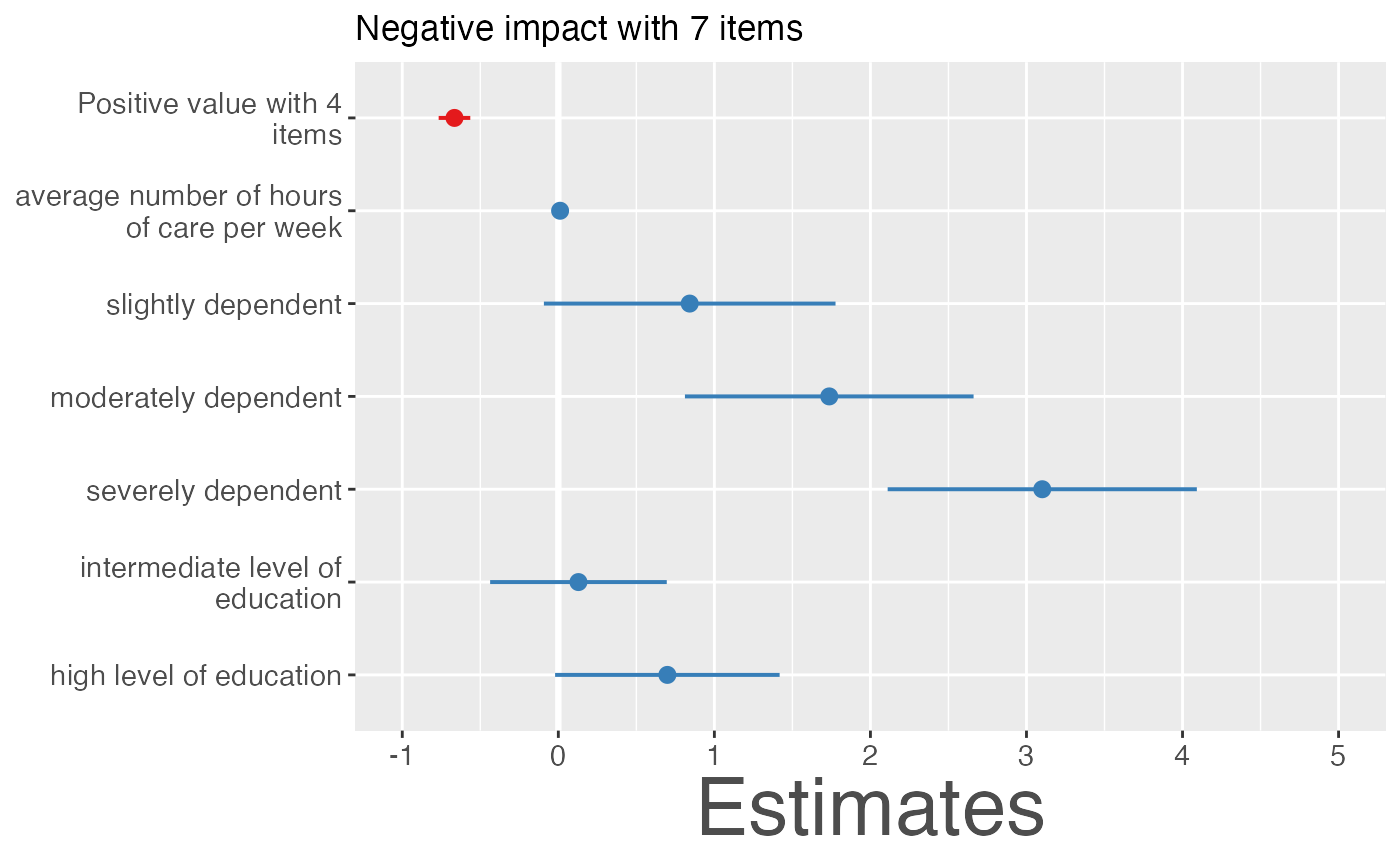 Negative impact with 7 items
Positive value with 4
items
average number of hours
of care per week
slightly dependent
moderately dependent
severely dependent
intermediate level of
education
high level of education
-1 0 1 2 3 4 5
Estimates